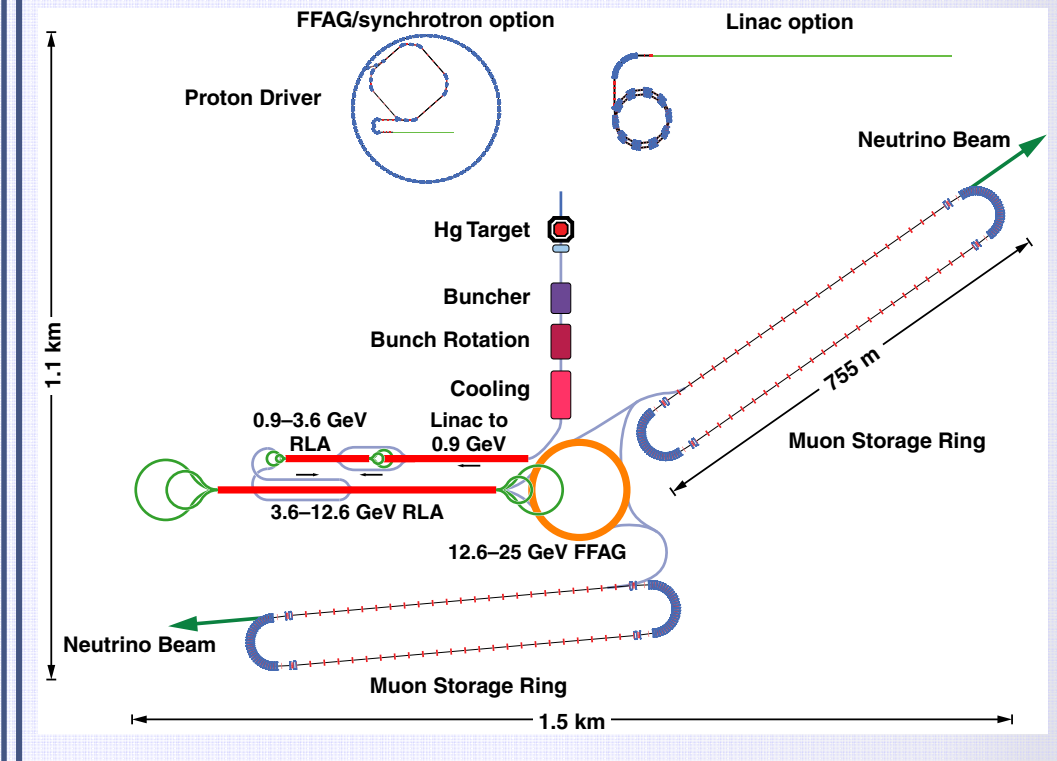 FFAG/synchrotron option
Linac option
Proton Driver
Neutrino Beam
Hg Target
Buncher
Bunch Rotation
Cooling
1.1 km
755 m
0.9–3.6 GeV
RLA
Linac to
0.9 GeV
Muon Storage Ring
3.6–12.6 GeV RLA
12.6–25 GeV FFAG
Neutrino Beam
Muon Storage Ring
1.5 km